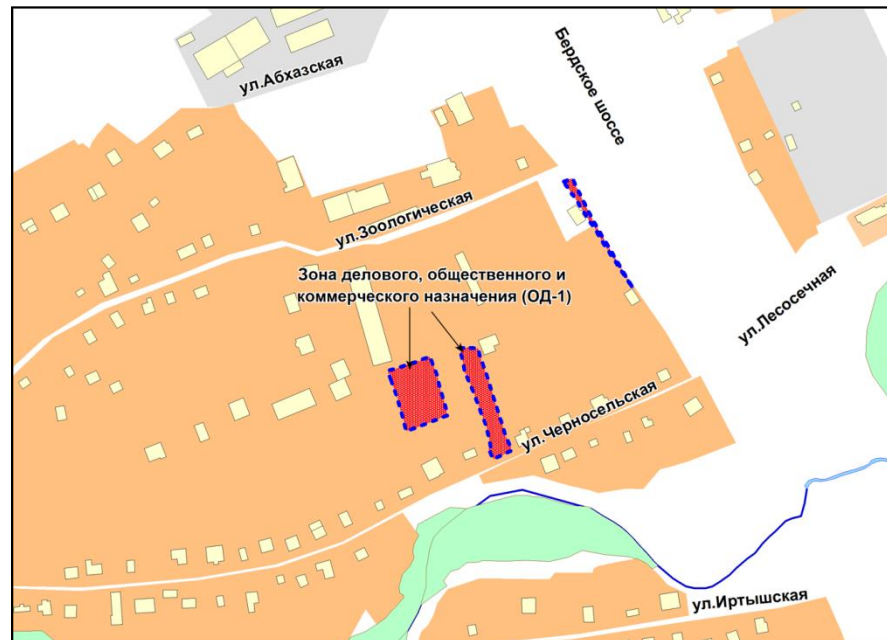 ул.Абхазская
Бердское шоссе
ул.Зоологическая
Зона делового, общественного и
коммерческого назначения (ОД-1)
ул.Лесосечная
ул.Черносельская
ул.Иртышская